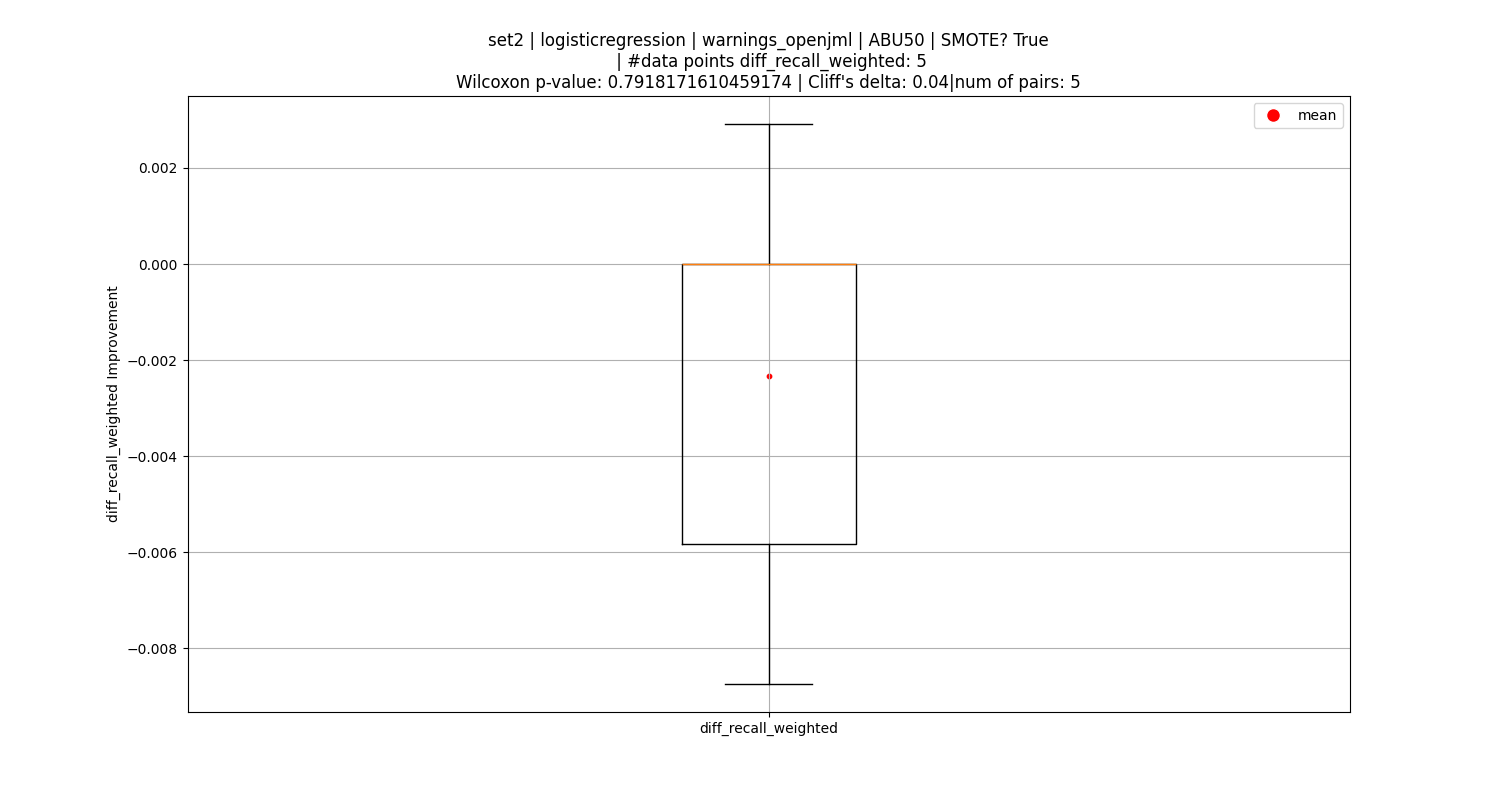 set2 | logisticregression | warnings_openjml | ABU50 | SMOTE? True
| #data points diff_recall_weighted: 5
Wilcoxon p-value: 0.7918171610459174 | Cliff's delta: 0.04|num of pairs: 5
mean
0.002
0.000
−0.002
−0.004
−0.006
−0.008
diff_recall_weighted Improvement
diff_recall_weighted